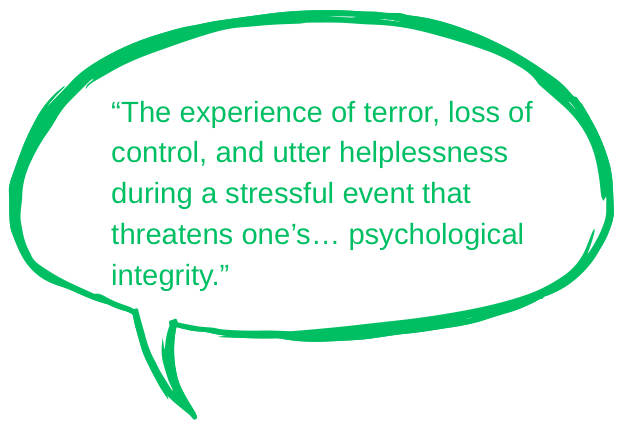 “The experience of terror, loss of
control, and utter helplessness
during a stressful event that
threatens one’s… psychological
integrity.”